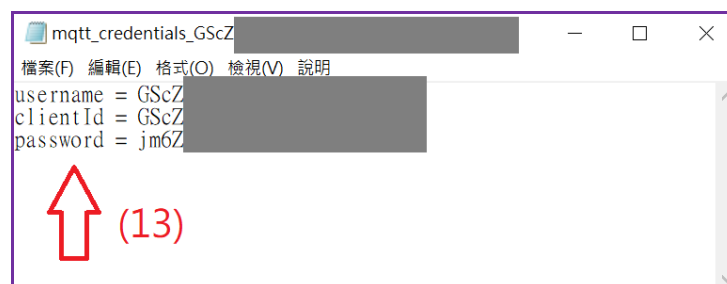 mqtt_credentials_GScZ
檔案(F) 編輯(E) 格式(O) 檢視(V) 說明
username = GScZ
clientId = GScZ
password = jm6Z
(13)